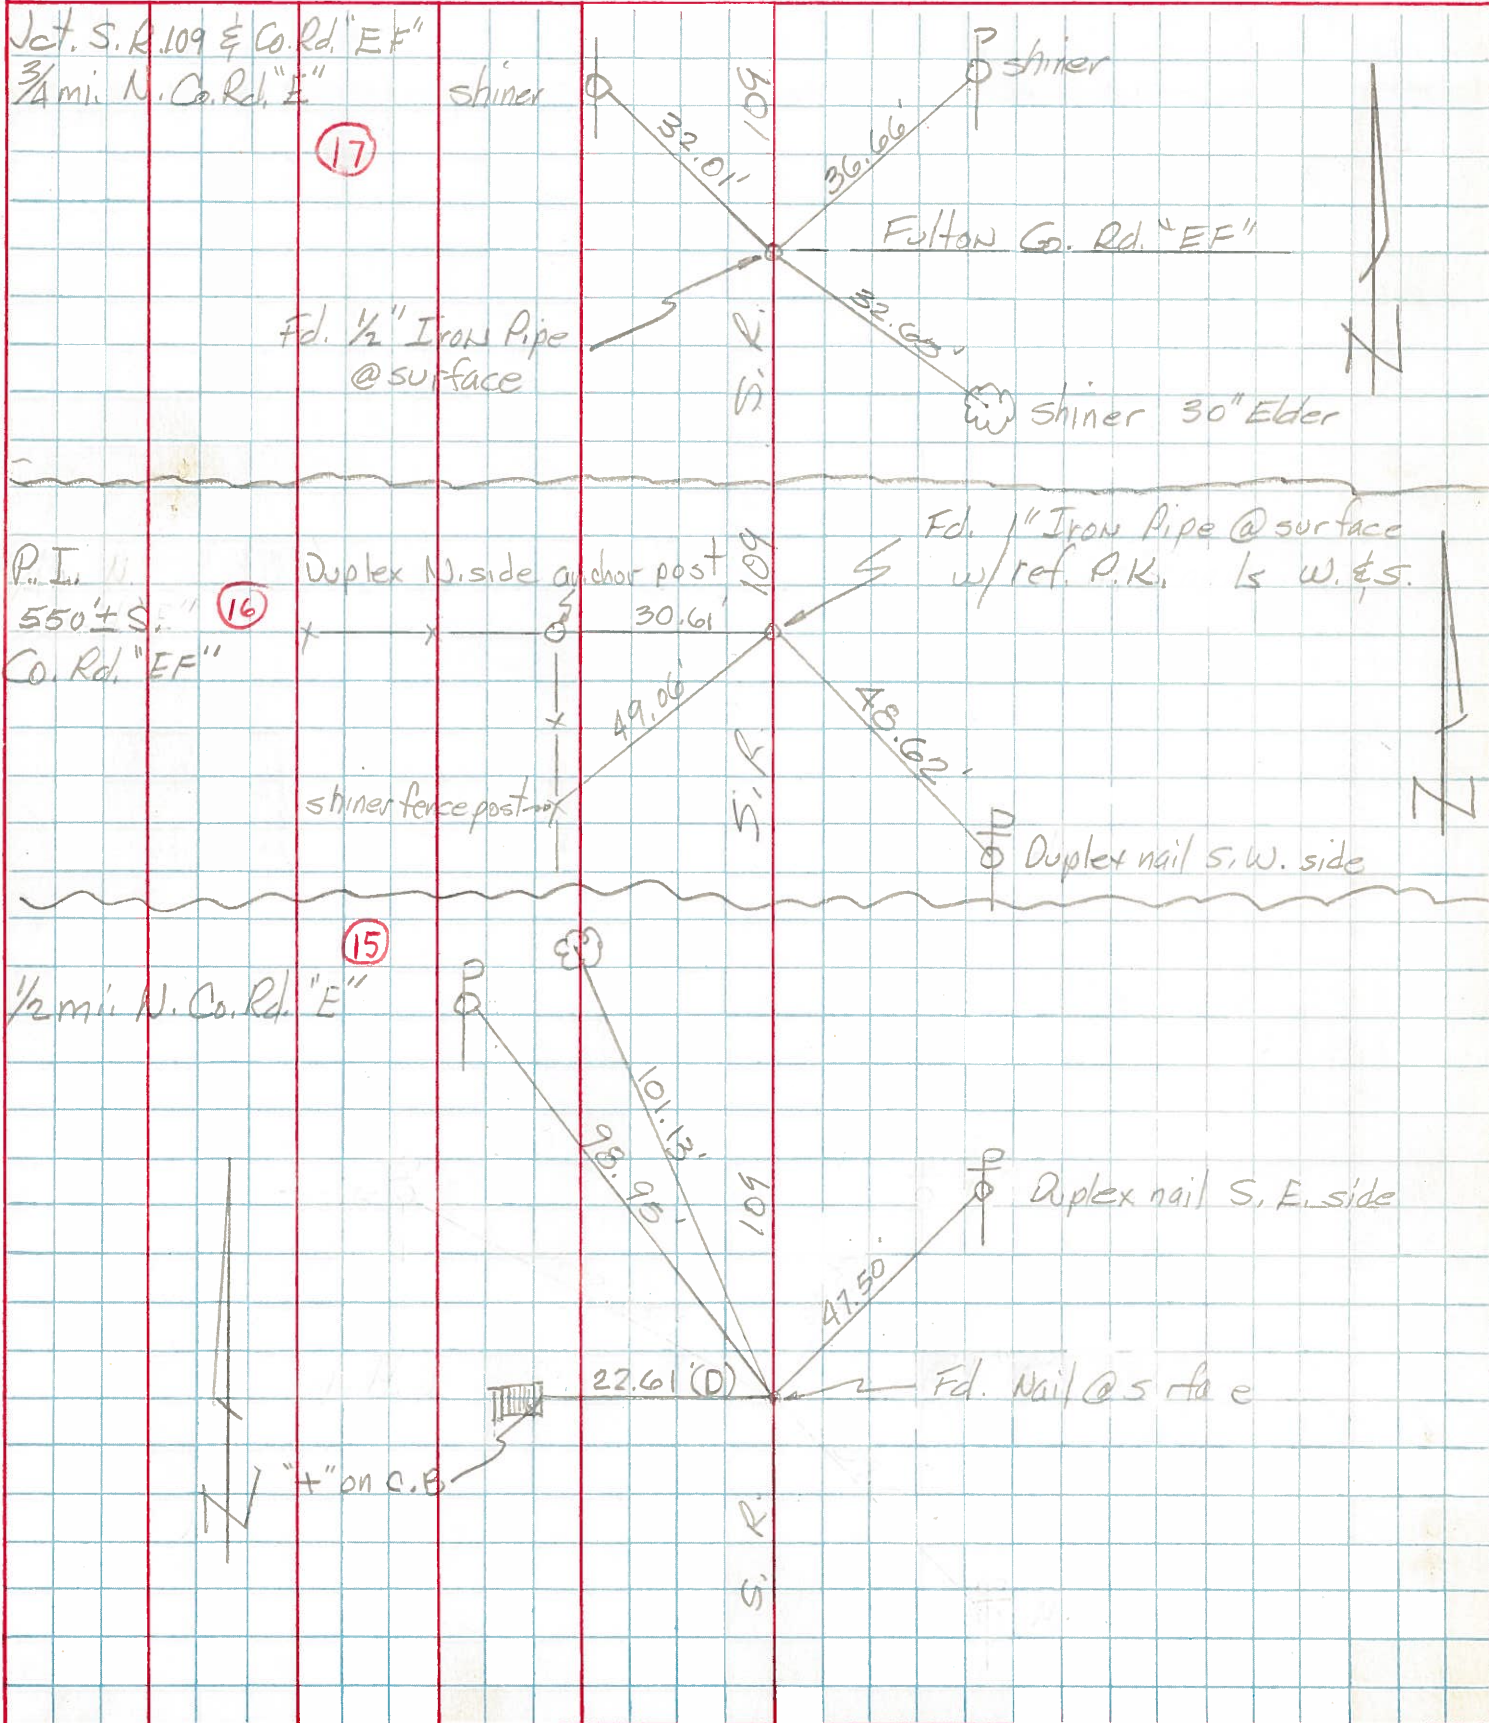 Jct. S.R. 109 & Co. Rd. "EF"
3/4 mi. N. Co. Rd. "E"
17
shiner
shiner
32.01'
36.66'
109
Fulton Co. Rd. "EF"
Fd. 1/2" Iron Pipe
@ surface
S. R.
shiner 30" Elder
P.I.
550'± S.
Co. Rd. "EF"
16
Duplex N. side anchor post
30.61'
109
Fd. 1" Iron Pipe @ surface
w/ ref. P.K. ls W. & S.
49.06'
48.62'
S. R.
shiner fence post
Duplex nail S.W. side
15
1/2 mi. N. Co. Rd. "E"
101.13'
98.95'
109
47.50'
Duplex nail S.E. side
22.61' (D)
Fd. Nail @ s rfa e
"+" on C.B.
S. R.
N
N
N